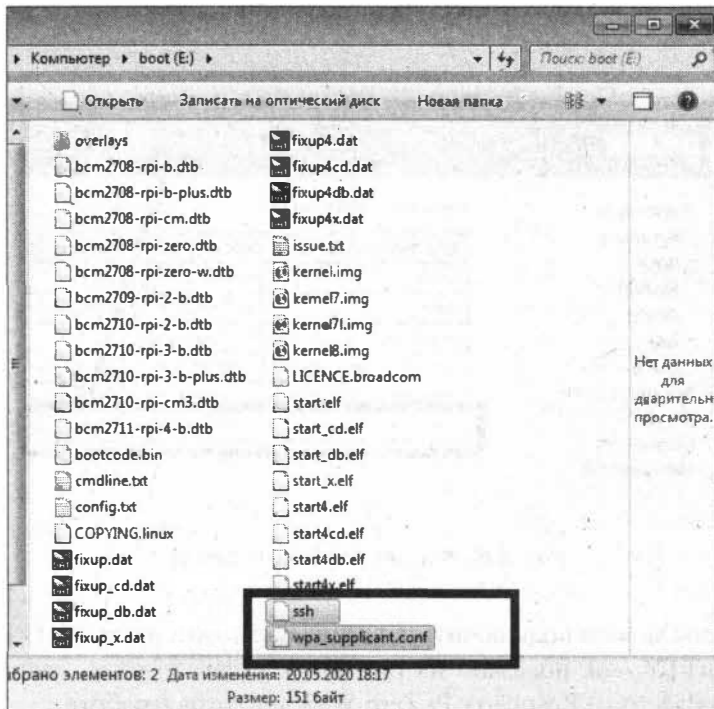 Компьютер ▸ boot (E:) ▸
Поиск: boot (E:)
Открыть Записать на оптический диск Новая папка
overlays
bcm2708-rpi-b.dtb
bcm2708-rpi-b-plus.dtb
bcm2708-rpi-cm.dtb
bcm2708-rpi-zero.dtb
bcm2708-rpi-zero-w.dtb
bcm2709-rpi-2-b.dtb
bcm2710-rpi-2-b.dtb
bcm2710-rpi-3-b.dtb
bcm2710-rpi-3-b-plus.dtb
bcm2710-rpi-cm3.dtb
bcm2711-rpi-4-b.dtb
bootcode.bin
cmdline.txt
config.txt
COPYING.linux
fixup.dat
fixup_cd.dat
fixup_db.dat
fixup_x.dat
fixup4.dat
fixup4cd.dat
fixup4db.dat
fixup4x.dat
issue.txt
kernel.img
kernel7.img
kernel7l.img
kernel8.img
LICENCE.broadcom
start.elf
start_cd.elf
start_db.elf
start_x.elf
start4.elf
start4cd.elf
start4db.elf
start4x.elf
ssh
wpa_supplicant.conf
Нет данных
для
дварительн
просмотра.
ыбрано элементов: 2 Дата изменения: 20.05.2020 18:17
Размер: 151 байт